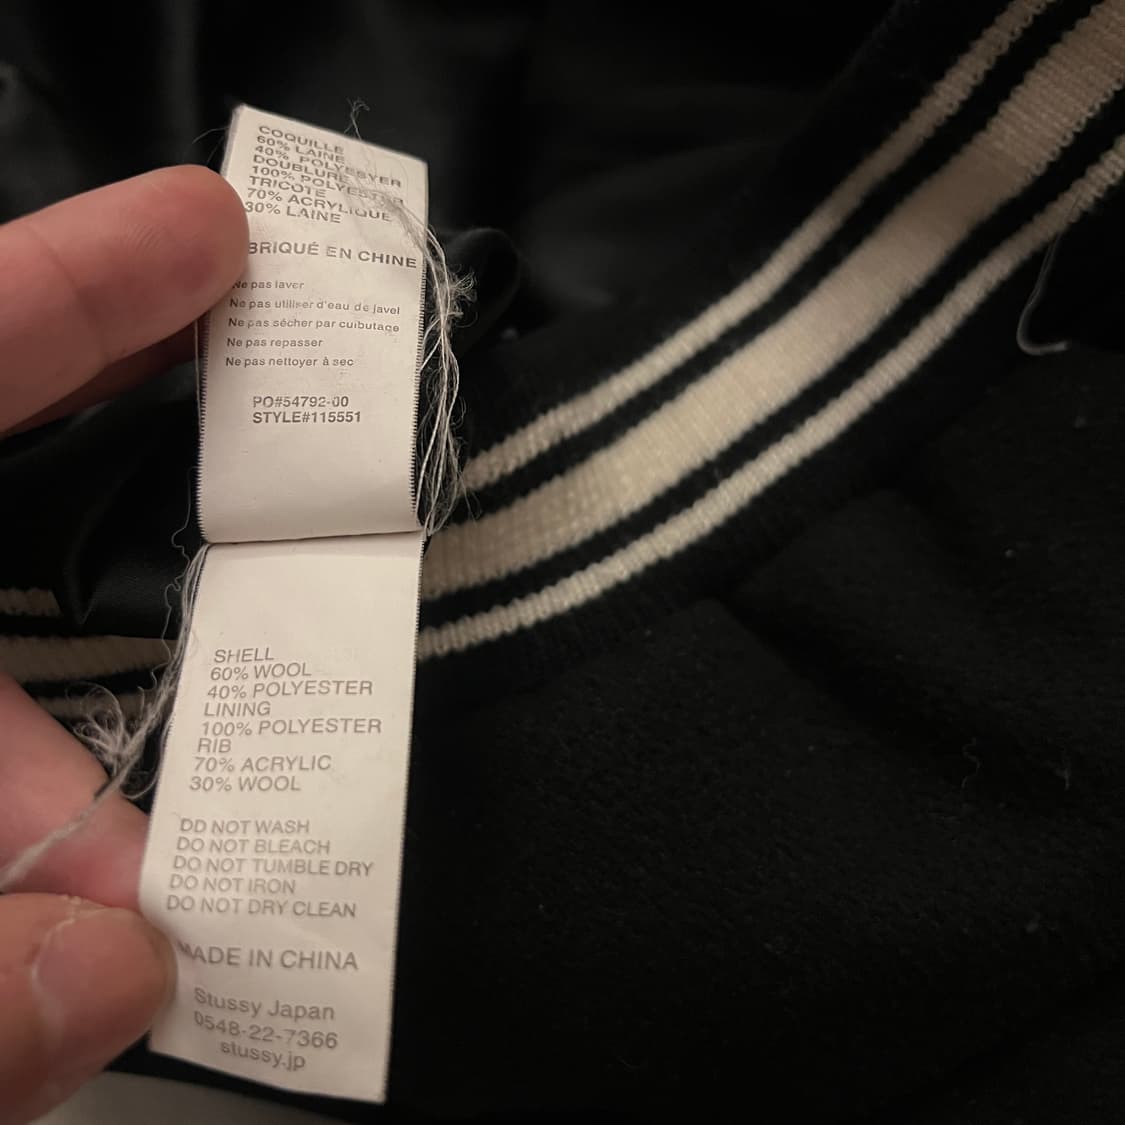 COQUILLE
60% LAINE
40% POLYESYER
DOUBLURE
100% POLYESTER
TRICOTE
70% ACRYLIQUE
30% LAINE
BRIQUÉ EN CHINE
Ne pas laver
Ne pas utiliser d'eau de javel
Ne pas sécher par cuibutage
Ne pas repasser
Ne pas nettoyer à sec
PO#54792-00
STYLE#115551
SHELL
60% WOOL
40% POLYESTER
LINING
100% POLYESTER
RIB
70% ACRYLIC
30% WOOL
DO NOT WASH
DO NOT BLEACH
DO NOT TUMBLE DRY
DO NOT IRON
DO NOT DRY CLEAN
MADE IN CHINA
Stussy Japan
0548-22-7366
stussy.jp